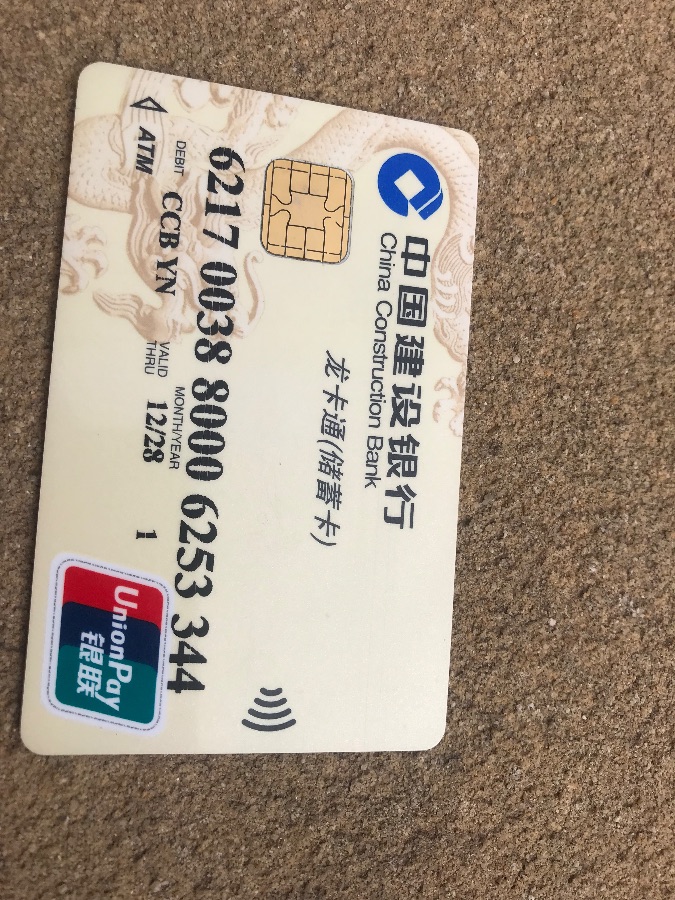 中国建设银行
China Construction Bank
龙卡通(储蓄卡)
6217 0038 8000 6253 344
DEBIT
MONTH/YEAR
ATM
CCB YN
VALID
THRU
12/28
1
UnionPay
银联